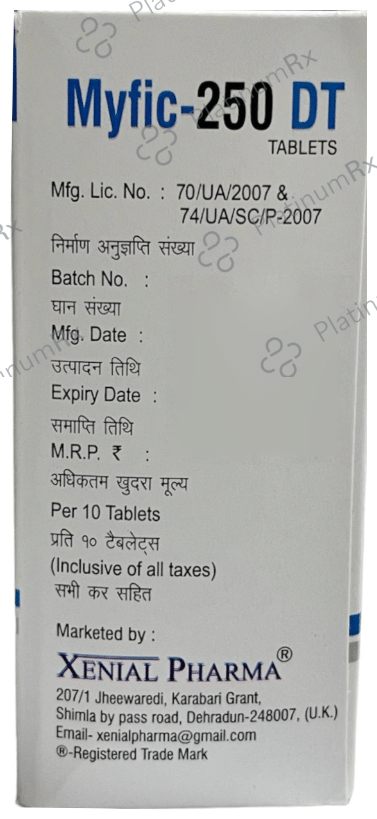 Myfic-250 DT
TABLETS
Mfg. Lic. No. : 70/UA/2007 &
74/UA/SC/P-2007
निर्माण अनुज्ञप्ति संख्या
Batch No. :
घान संख्या
Mfg. Date :
उत्पादन तिथि
Expiry Date :
समाप्ति तिथि
M.R.P. ₹ :
अधिकतम खुदरा मूल्य
Per 10 Tablets
प्रति १० टैबलेट्स
(Inclusive of all taxes)
सभी कर सहित
Marketed by :
XENIAL PHARMA®
207/1 Jheewaredi, Karabari Grant,
Shimla by pass road, Dehradun-248007, (U.K.)
Email- xenialpharma@gmail.com
®-Registered Trade Mark
PlatinumRx
PlatinumRx